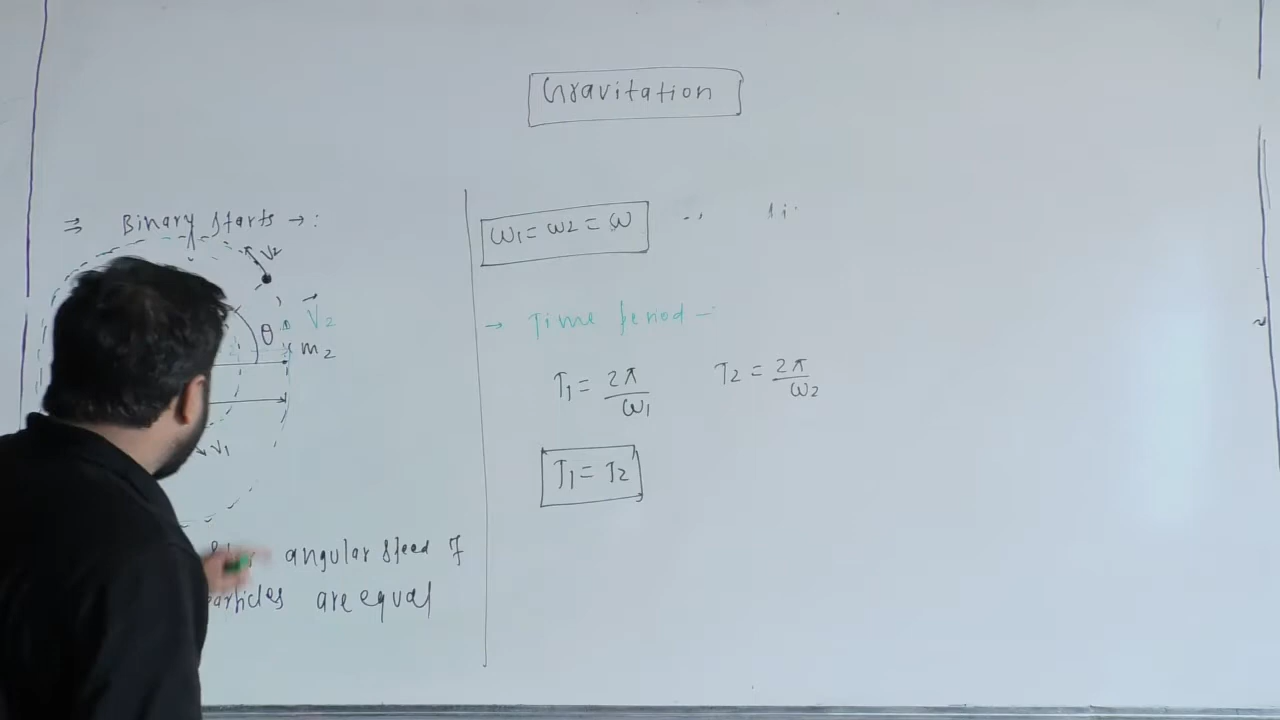 Gravitation
⇒ Binary Starts →:
V2
θ
V⃗2
m2
V1
angular speed of
particles are equal
ω1 = ω2 = ω
→ Time period -:
T1 = 2π/ω1
T2 = 2π/ω2
T1 = T2